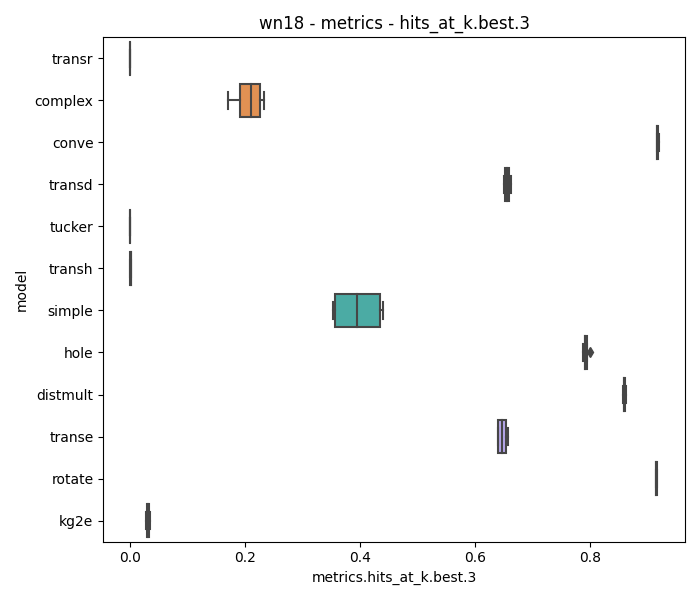 wn18 - metrics - hits_at_k.best.3
transr
complex
conve
transd
tucker
transh
simple
hole
distmult
transe
rotate
kg2e
model
0.0 0.2 0.4 0.6 0.8
metrics.hits_at_k.best.3